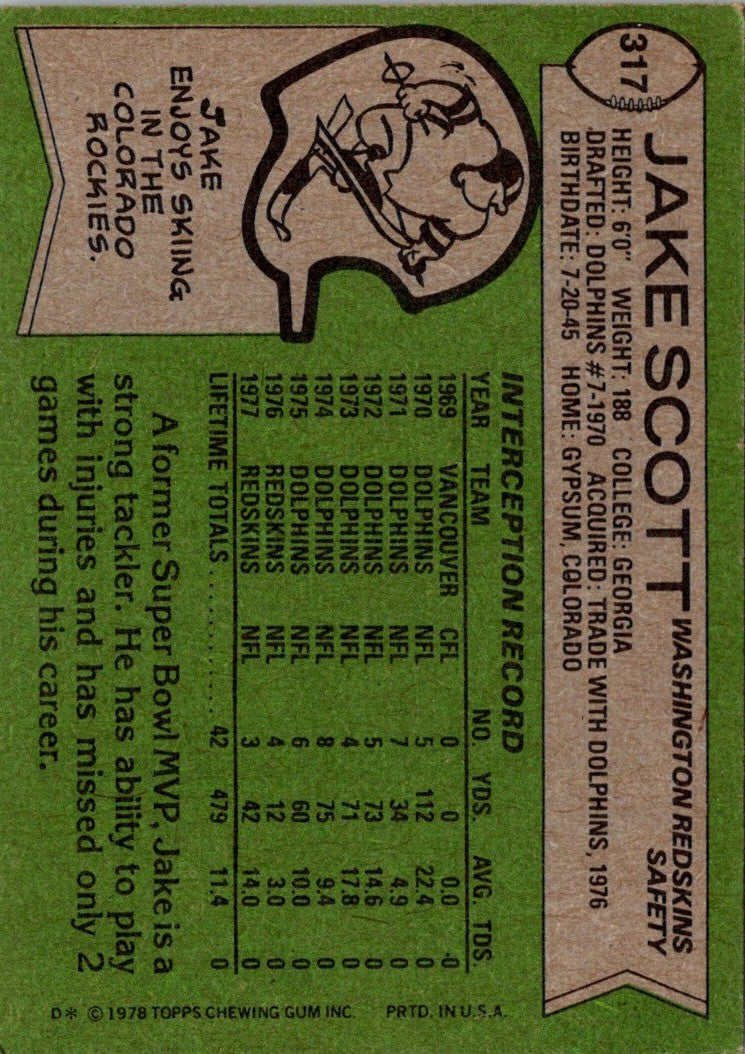 317
JAKE SCOTT WASHINGTON REDSKINS
SAFETY
HEIGHT: 6'0" WEIGHT: 188 COLLEGE: GEORGIA
DRAFTED: DOLPHINS #7-1970 ACQUIRED: TRADE WITH DOLPHINS, 1976
BIRTHDATE: 7-20-45 HOME: GYPSUM, COLORADO
JAKE
ENJOYS SKIING
IN THE
COLORADO
ROCKIES.
INTERCEPTION RECORD
YEAR TEAM NO. YDS. AVG. TDS.
1969 VANCOUVER CFL 0 0 0.0 -0
1970 DOLPHINS NFL 5 112 22.4 0
1971 DOLPHINS NFL 7 34 4.9 0
1972 DOLPHINS NFL 5 73 14.6 0
1973 DOLPHINS NFL 4 71 17.8 0
1974 DOLPHINS NFL 8 75 9.4 0
1975 DOLPHINS NFL 6 60 10.0 0
1976 REDSKINS NFL 4 12 3.0 0
1977 REDSKINS NFL 3 42 14.0 0
LIFETIME TOTALS .......... 42 479 11.4 0
A former Super Bowl MVP, Jake is a
strong tackler. He has ability to play
with injuries and has missed only 2
games during his career.
D* © 1978 TOPPS CHEWING GUM INC. PRTD. IN U.S.A.